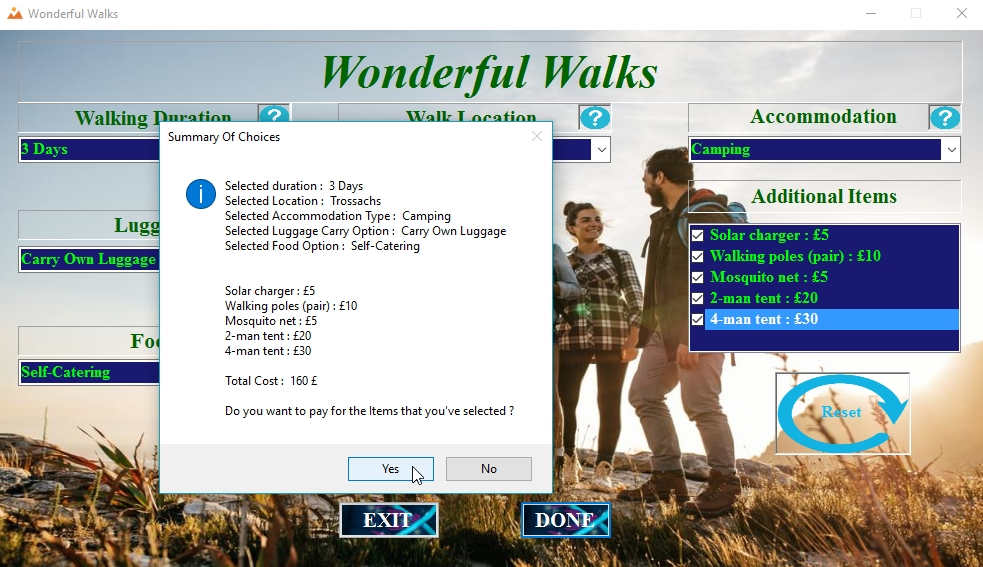 Wonderful Walks
Wonderful Walks
Walking Duration
?
Walk Location
?
Accommodation
?
3 Days
Camping
Summary Of Choices
Selected duration :  3 Days
Selected Location :  Trossachs
Selected Accommodation Type :  Camping
Selected Luggage Carry Option :  Carry Own Luggage
Selected Food Option :  Self-Catering
Solar charger : £5
Walking poles (pair) : £10
Mosquito net : £5
2-man tent : £20
4-man tent : £30
Total Cost :  160 £
Do you want to pay for the Items that you've selected ?
Yes
No
Additional Items
Solar charger : £5
Walking poles (pair) : £10
Mosquito net : £5
2-man tent : £20
4-man tent : £30
Lugg
Carry Own Luggage
Foo
Self-Catering
Reset
EXIT
DONE